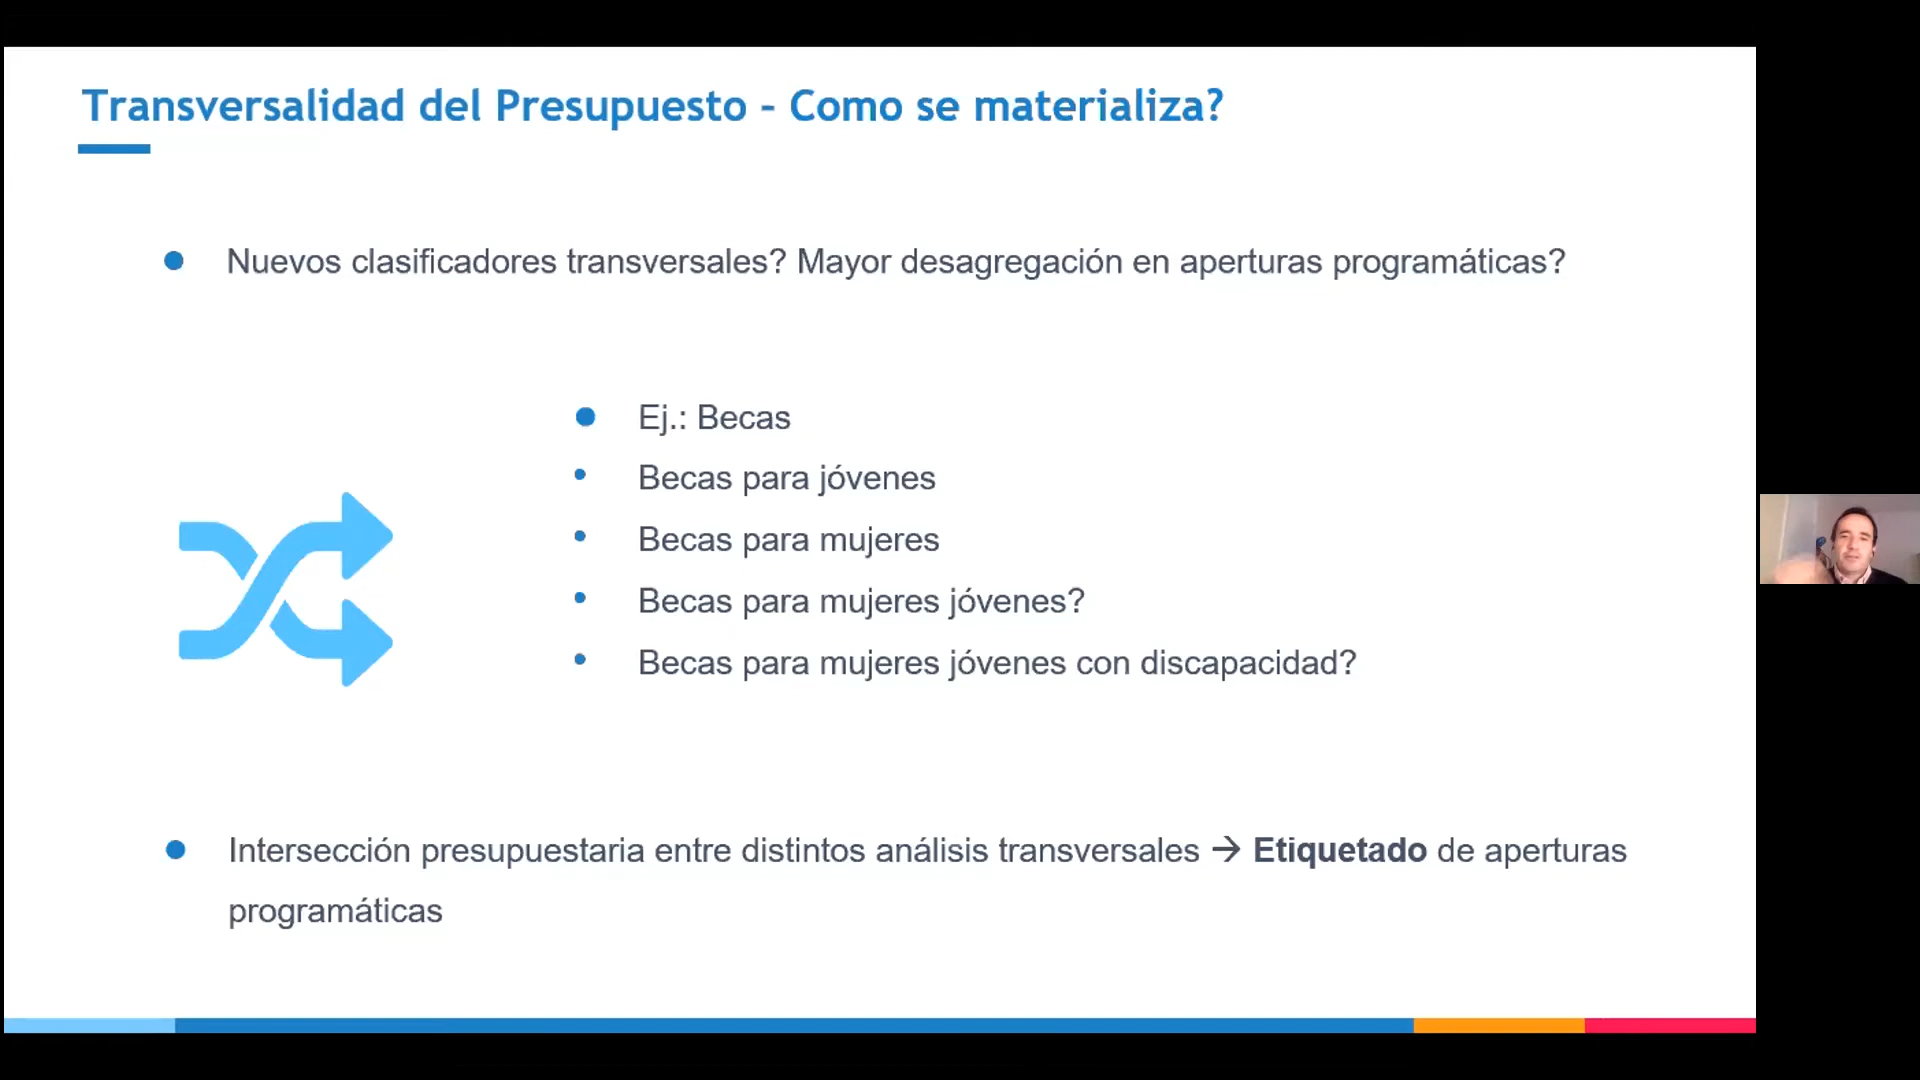 Transversalidad del Presupuesto - Como se materializa?
Nuevos clasificadores transversales? Mayor desagregación en aperturas programáticas?
Ej.: Becas
Becas para jóvenes
Becas para mujeres
Becas para mujeres jóvenes?
Becas para mujeres jóvenes con discapacidad?
Intersección presupuestaria entre distintos análisis transversales → Etiquetado de aperturas
programáticas